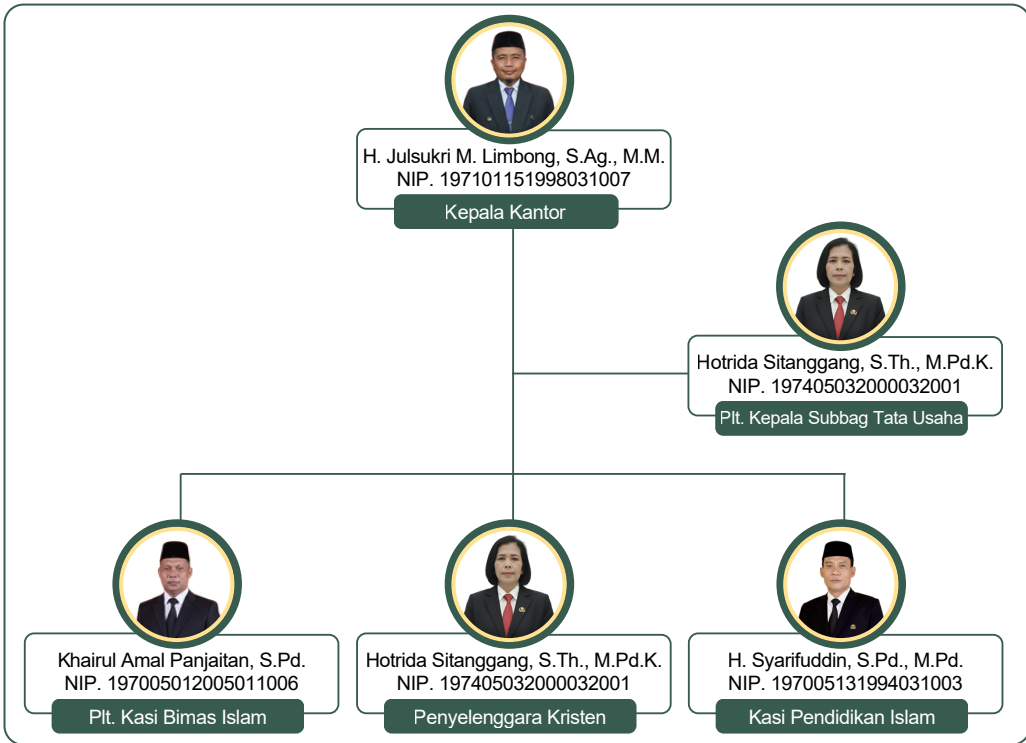 H. Julsukri M. Limbong, S.Ag., M.M.
NIP. 197101151998031007
Kepala Kantor
Hotrida Sitanggang, S.Th., M.Pd.K.
NIP. 197405032000032001
Plt. Kepala Subbag Tata Usaha
Khairul Amal Panjaitan, S.Pd.
NIP. 197005012005011006
Plt. Kasi Bimas Islam
Hotrida Sitanggang, S.Th., M.Pd.K.
NIP. 197405032000032001
Penyelenggara Kristen
H. Syarifuddin, S.Pd., M.Pd.
NIP. 197005131994031003
Kasi Pendidikan Islam